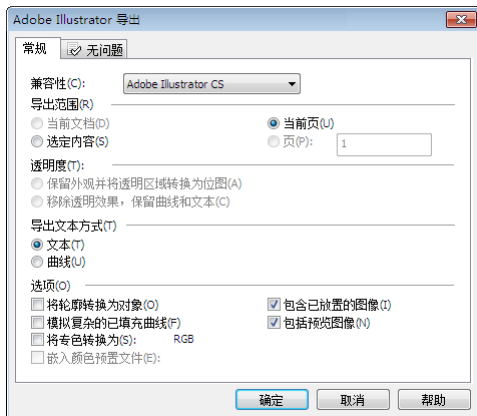 Adobe Illustrator 导出
常规 无问题
兼容性(C): Adobe Illustrator CS
导出范围(R)
当前文档(D) 当前页(U)
选定内容(S) 页(P): 1
透明度(T):
保留外观并将透明区域转换为位图(A)
移除透明效果，保留曲线和文本(C)
导出文本方式(T)
文本(T)
曲线(U)
选项(O)
将轮廓转换为对象(O) 包含已放置的图像(I)
模拟复杂的已填充曲线(F) 包括预览图像(N)
将专色转换为(S): RGB
嵌入颜色预置文件(E):
确定 取消 帮助